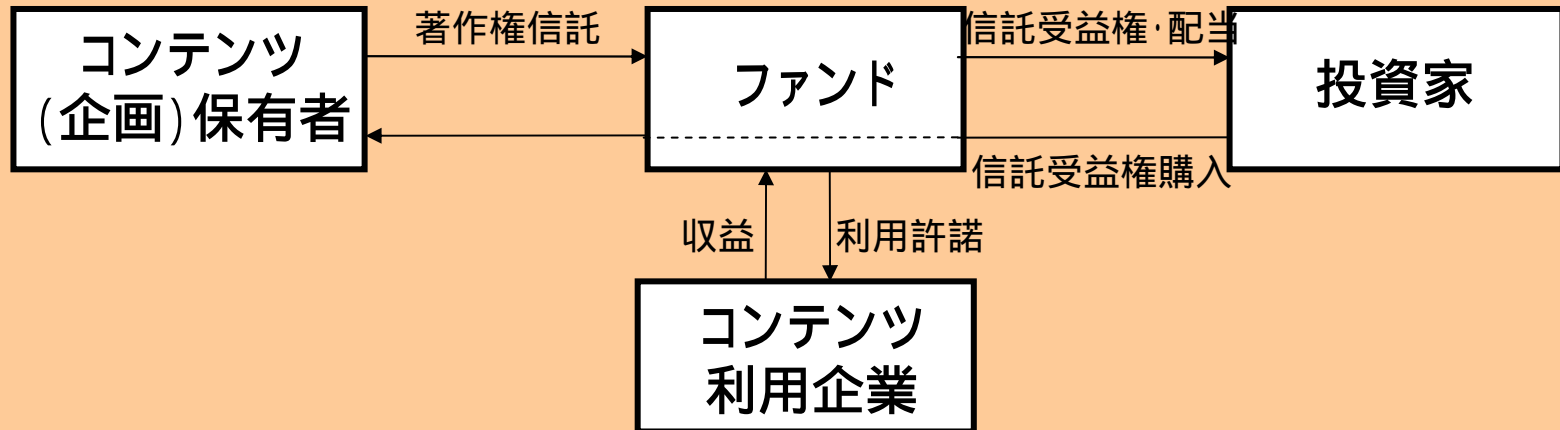 コンテンツ
(企画)保有者
著作権信託
ファンド
信託受益権・配当
投資家
信託受益権購入
収益
利用許諾
コンテンツ
利用企業